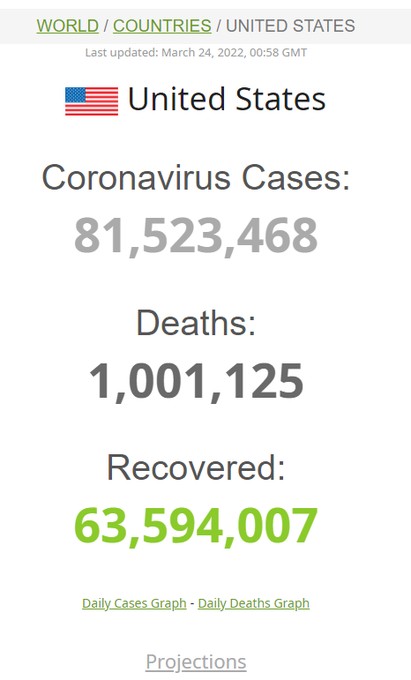 WORLD / COUNTRIES / UNITED STATES
Last updated: March 24, 2022, 00:58 GMT
United States
Coronavirus Cases:
81,523,468
Deaths:
1,001,125
Recovered:
63,594,007
Daily Cases Graph - Daily Deaths Graph
Projections